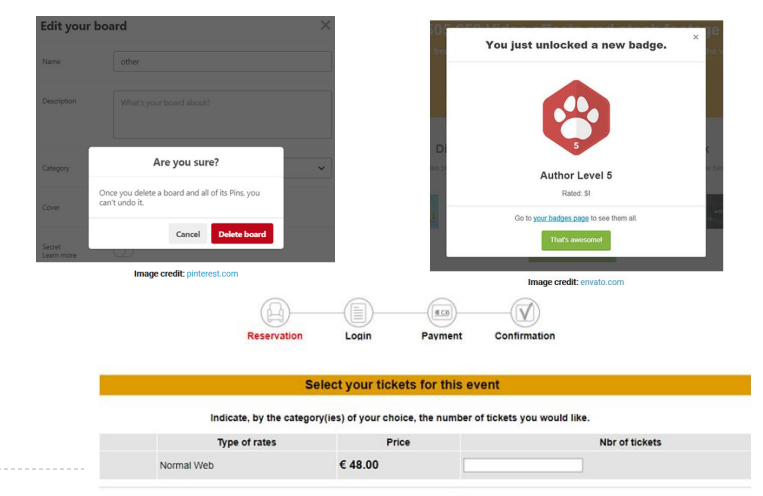 Edit your board
Name
other
Description
What's your board about?
Category
Are you sure?
Once you delete a board and all of its Pins, you
can't undo it.
Cancel
Delete board
Cover
Secret
Learn more
Image credit: pinterest.com
You just unlocked a new badge.
5
Author Level 5
Rated: $!
Go to your badges page to see them all.
That's awesome!
Image credit: envato.com
Reservation
Login
Payment
Confirmation
Select your tickets for this event
Indicate, by the category(ies) of your choice, the number of tickets you would like.
Type of rates
Price
Nbr of tickets
Normal Web
€ 48.00